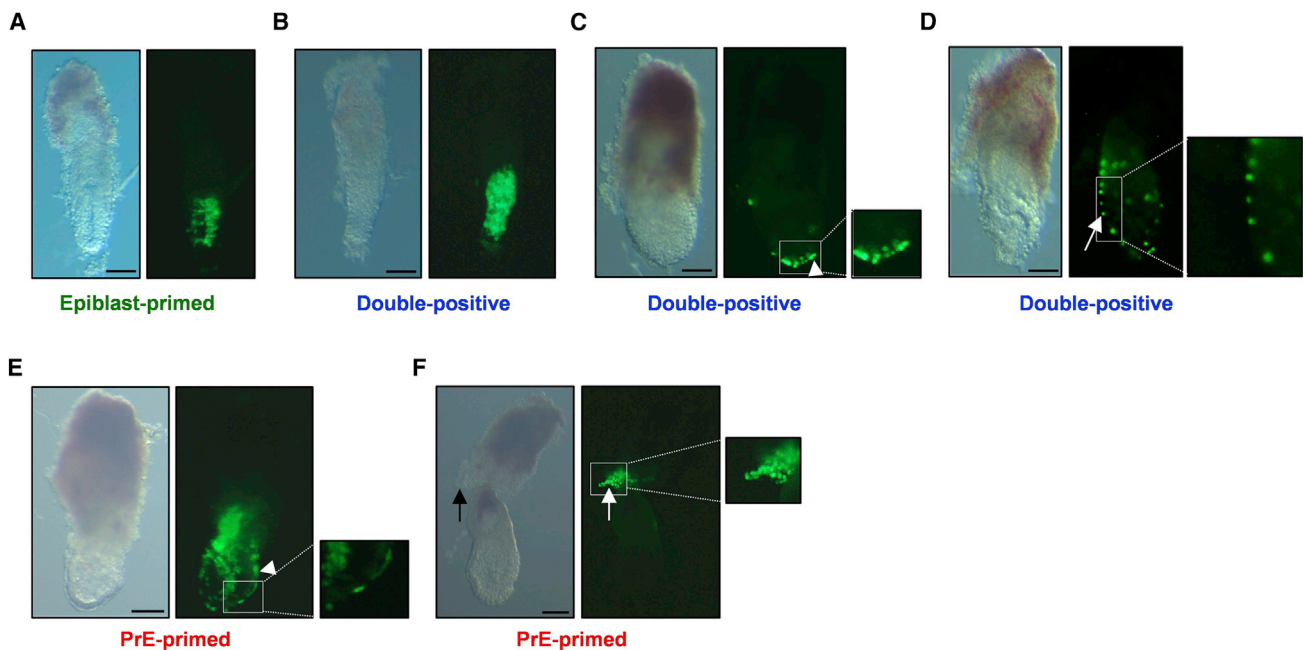 A
B
C
D
Epiblast-primed
Double-positive
Double-positive
Double-positive
E
F
PrE-primed
PrE-primed